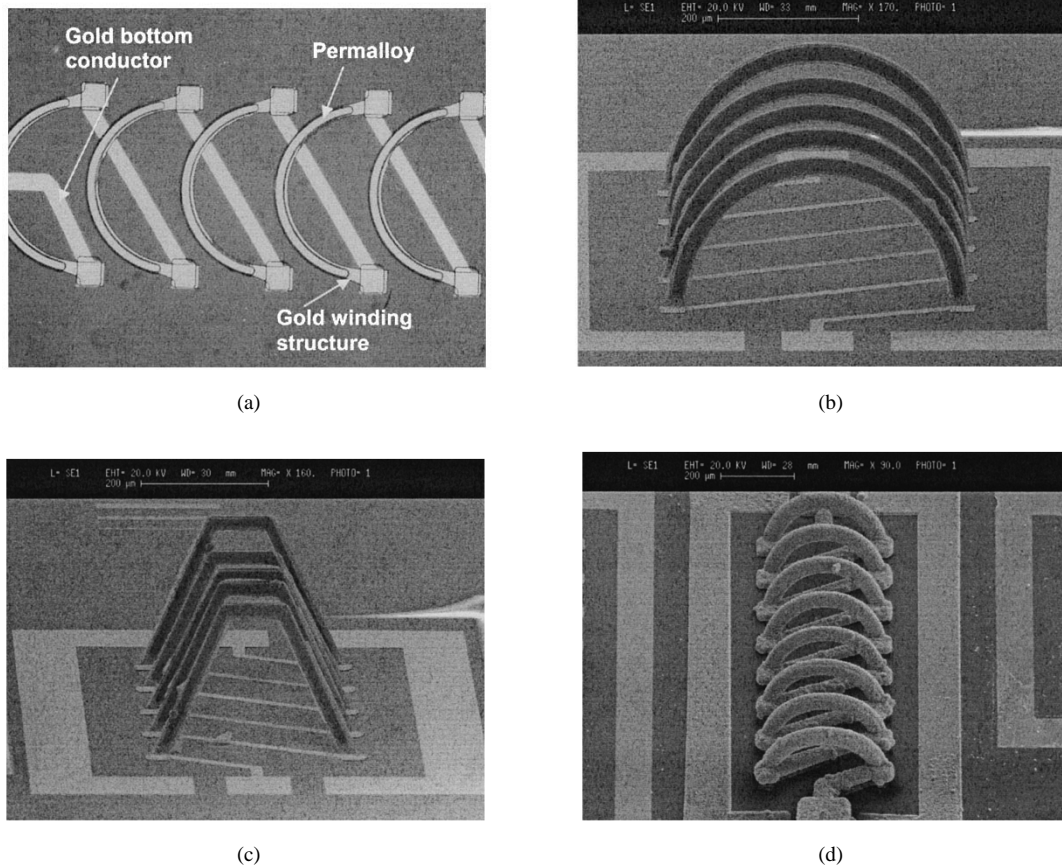 Gold bottom
conductor
Permalloy
Gold winding
structure
(a)
L= SE1 EHT= 20.0 KV WD= 33 mm MAG= X 170. PHOTO= 1
200 µm
(b)
L= SE1 EHT= 20.0 KV WD= 30 mm MAG= X 160. PHOTO= 1
200 µm
(c)
L= SE1 EHT= 20.0 KV WD= 28 mm MAG= X 90.0 PHOTO= 1
200 µm
(d)